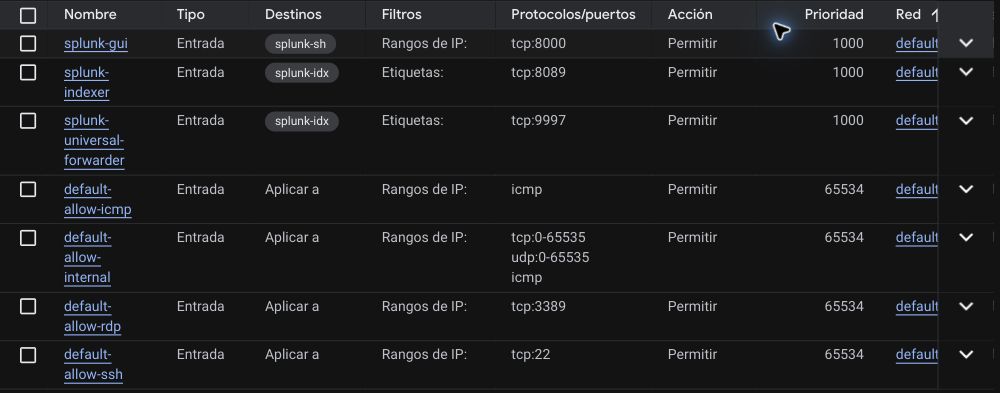 Nombre Tipo Destinos Filtros Protocolos/puertos Acción Prioridad Red
splunk-gui Entrada splunk-sh Rangos de IP: tcp:8000 Permitir 1000 default
splunk- Entrada splunk-idx Etiquetas: tcp:8089 Permitir 1000 default
indexer
splunk- Entrada splunk-idx Etiquetas: tcp:9997 Permitir 1000 default
universal-
forwarder
default- Entrada Aplicar a Rangos de IP: icmp Permitir 65534 default
allow-icmp
default- Entrada Aplicar a Rangos de IP: tcp:0-65535 Permitir 65534 default
allow- udp:0-65535
internal icmp
default- Entrada Aplicar a Rangos de IP: tcp:3389 Permitir 65534 default
allow-rdp
default- Entrada Aplicar a Rangos de IP: tcp:22 Permitir 65534 default
allow-ssh